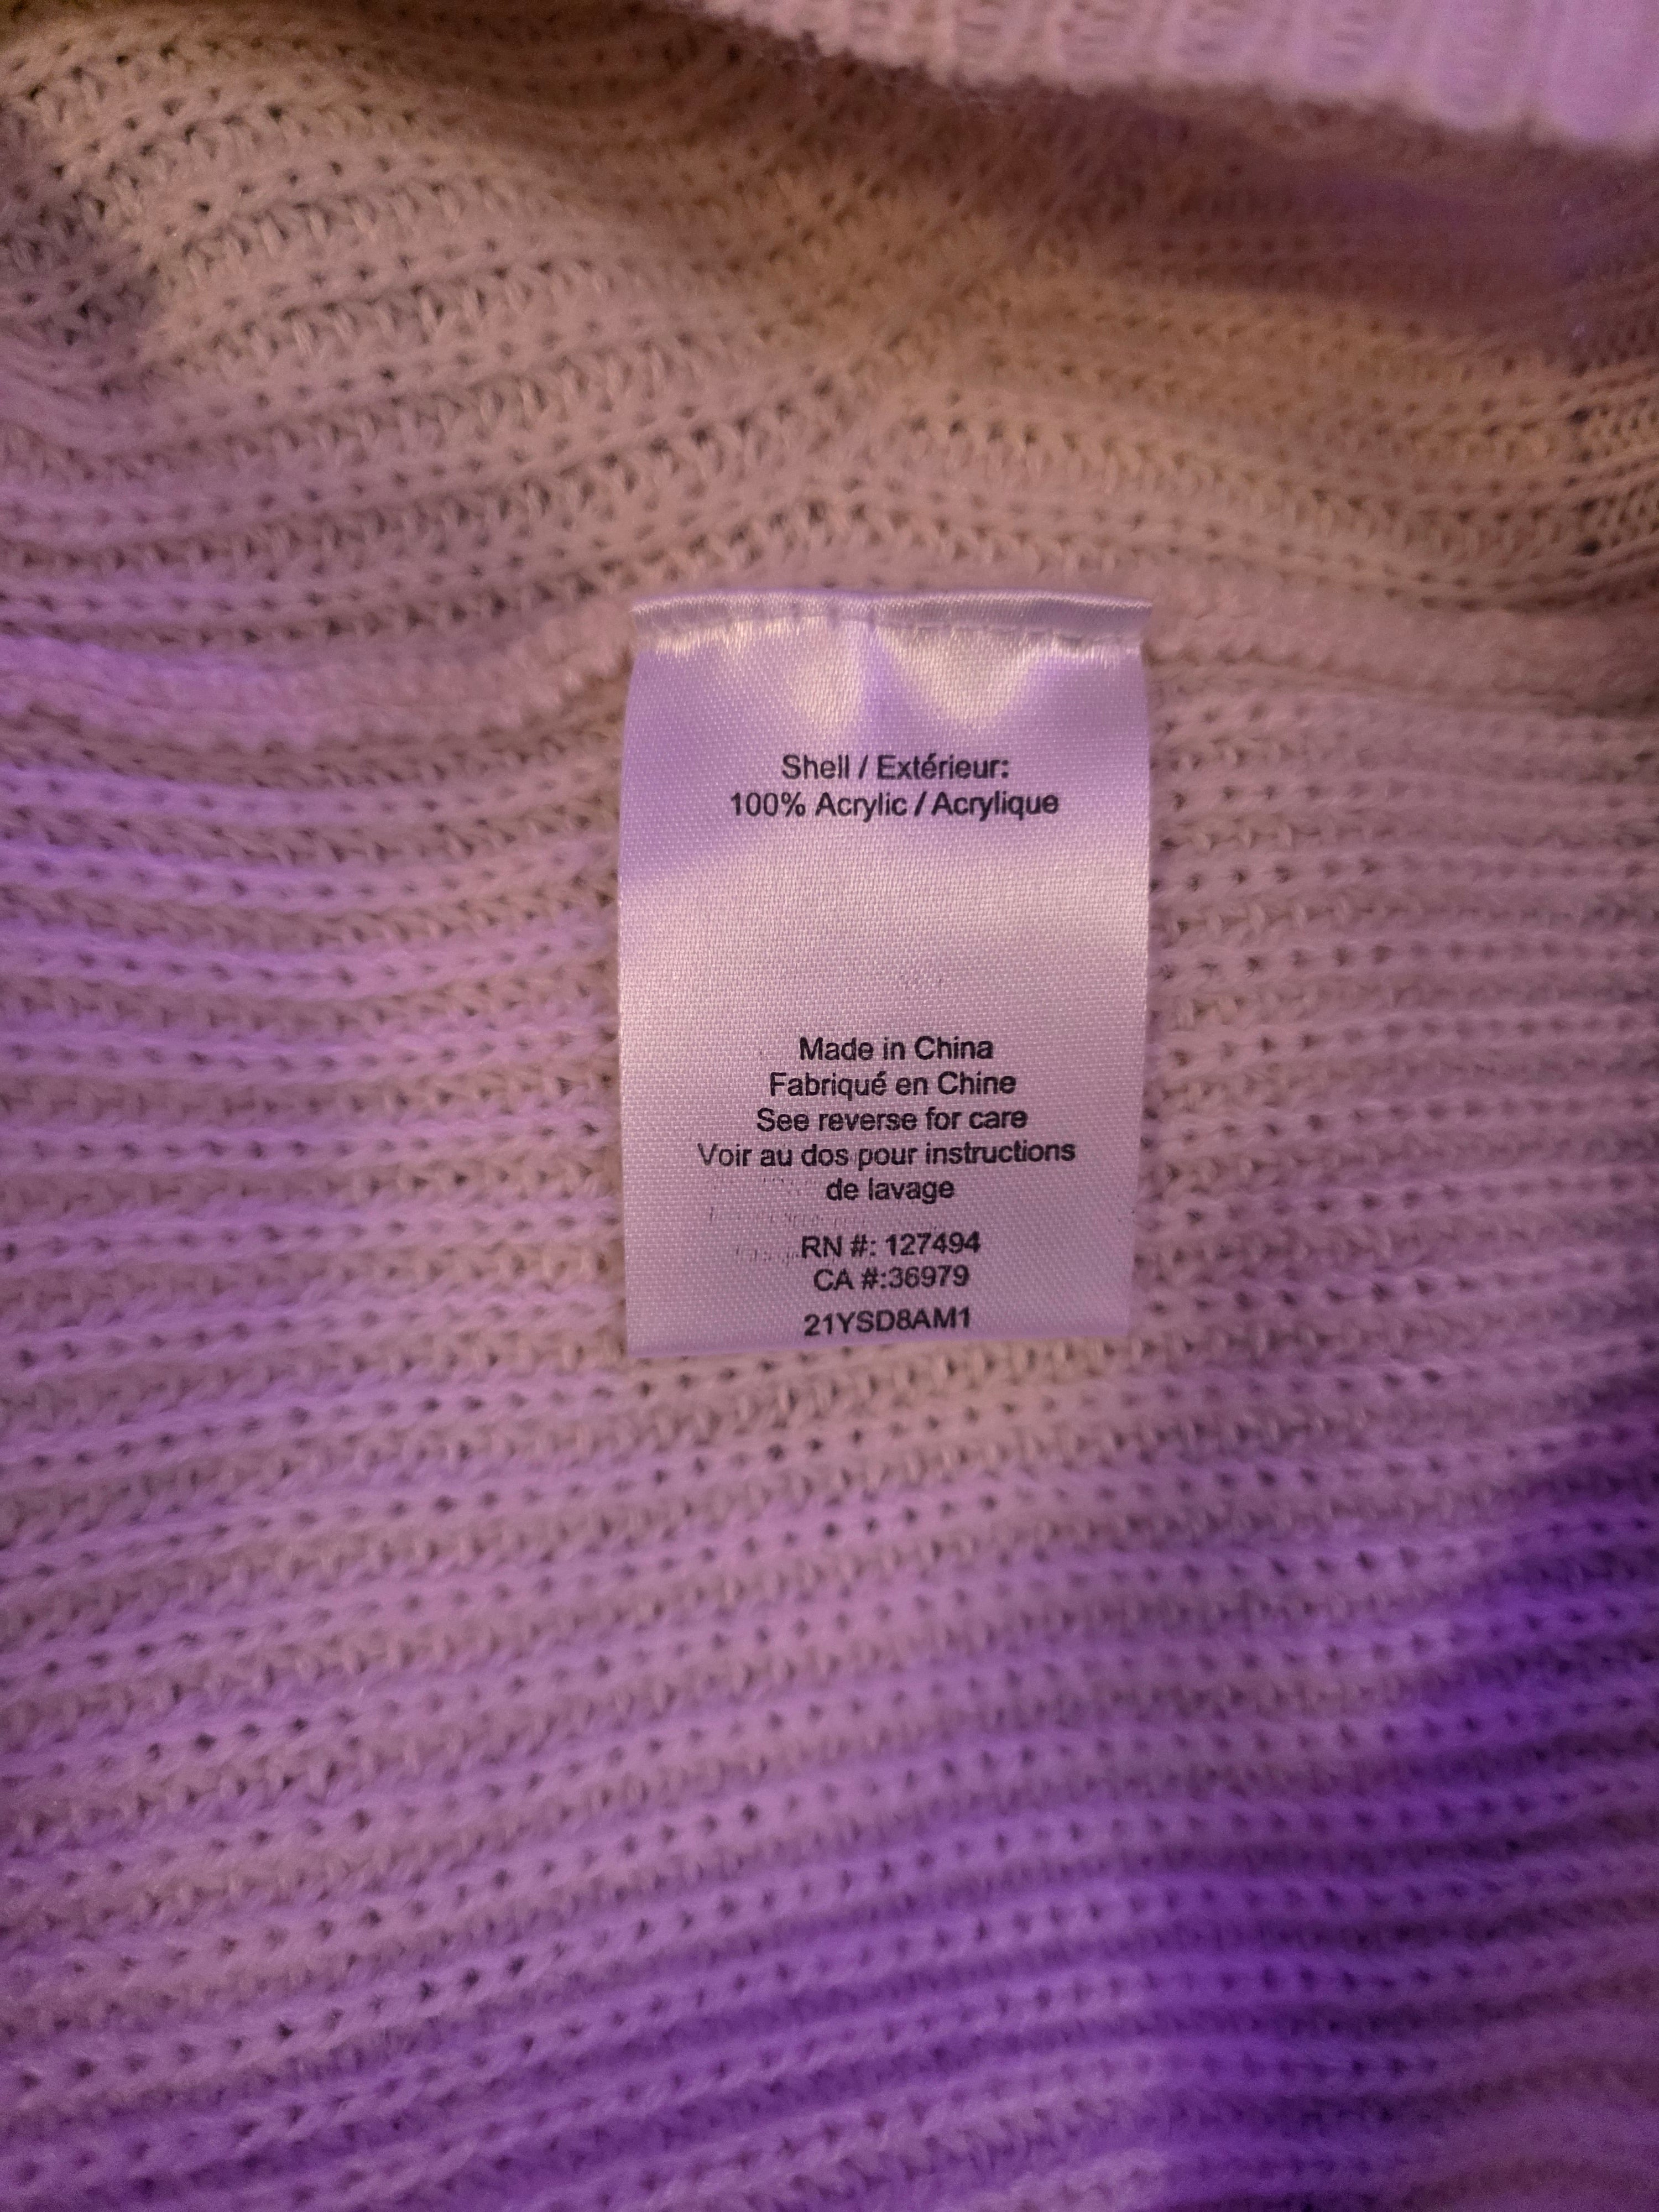 Shell / Extérieur:
100% Acrylic / Acrylique
Made in China
Fabriqué en Chine
See reverse for care
Voir au dos pour instructions
de lavage
RN #: 127494
CA #:36979
21YSD8AM1